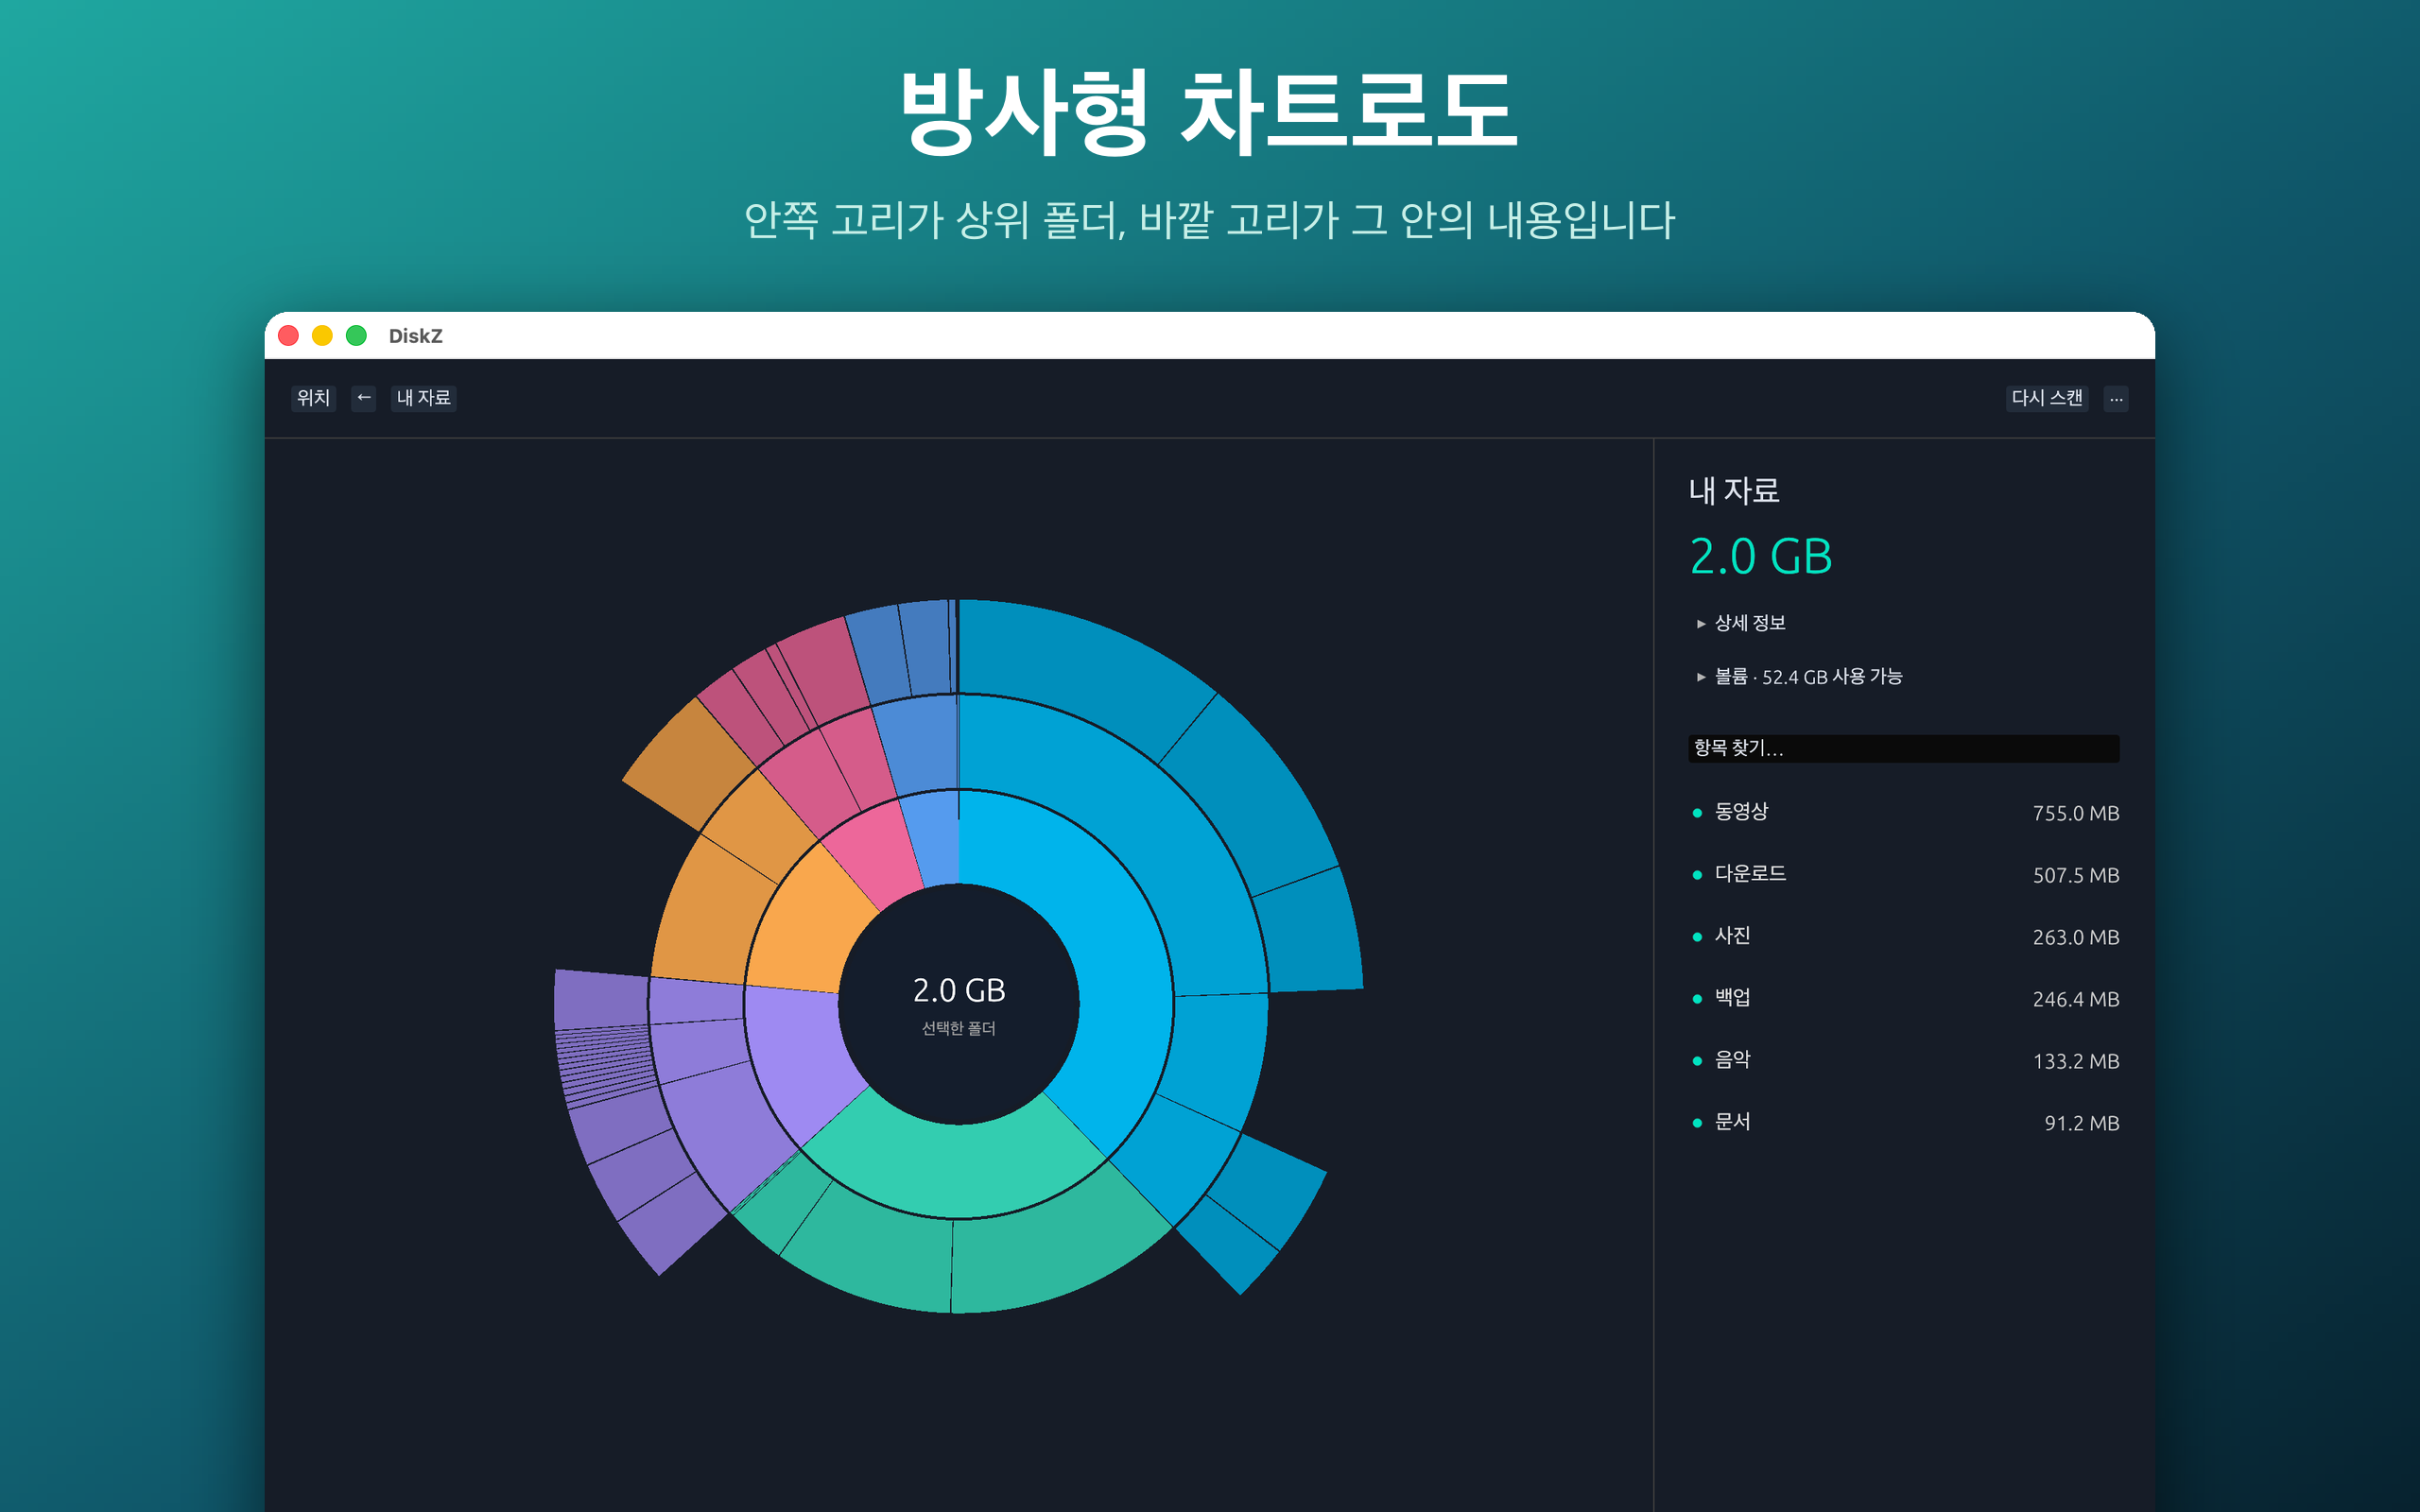 방사형 차트로도
안쪽 고리가 상위 폴더, 바깥 고리가 그 안의 내용입니다
DiskZ
위치 ← 내 자료 다시 스캔 ...
내 자료
2.0 GB
▸ 상세 정보
▸ 볼륨 · 52.4 GB 사용 가능
항목 찾기...
동영상 755.0 MB
다운로드 507.5 MB
사진 263.0 MB
백업 246.4 MB
음악 133.2 MB
문서 91.2 MB
2.0 GB
선택한 폴더